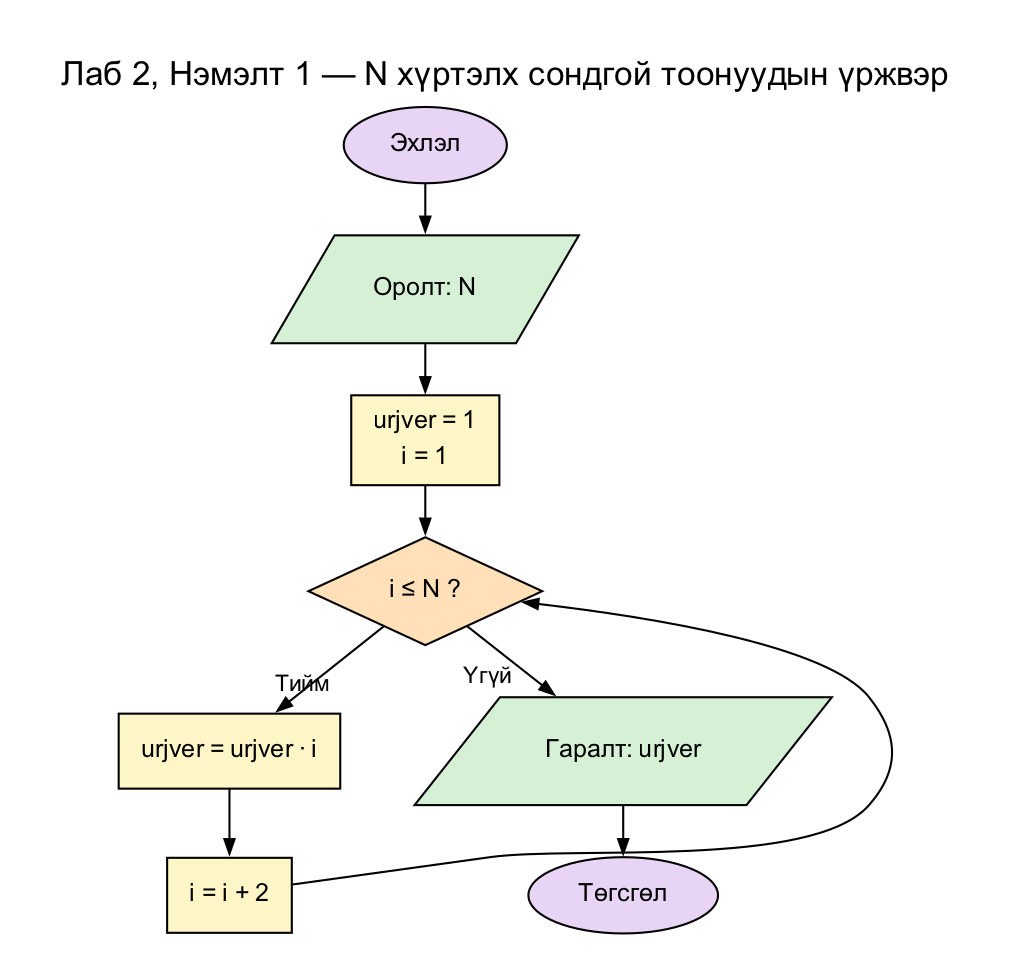 Лаб 2, Нэмэлт 1 — N хүртэлх сондгой тоонуудын үржвэр
Эхлэл
Оролт: N
urjver = 1
i = 1
i ≤ N ?
Тийм
Үгүй
urjver = urjver · i
Гаралт: urjver
i = i + 2
Төгсгөл